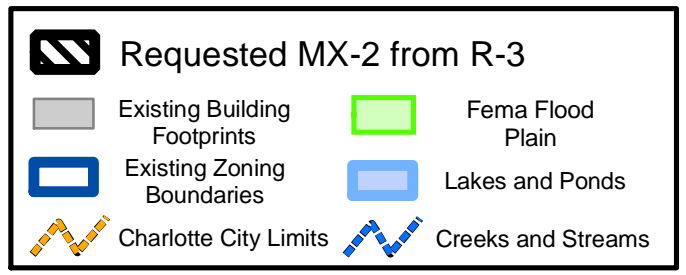 Requested MX-2 from R-3
Existing Building
Footprints
Fema Flood
Plain
Existing Zoning
Boundaries
Lakes and Ponds
Charlotte City Limits
Creeks and Streams